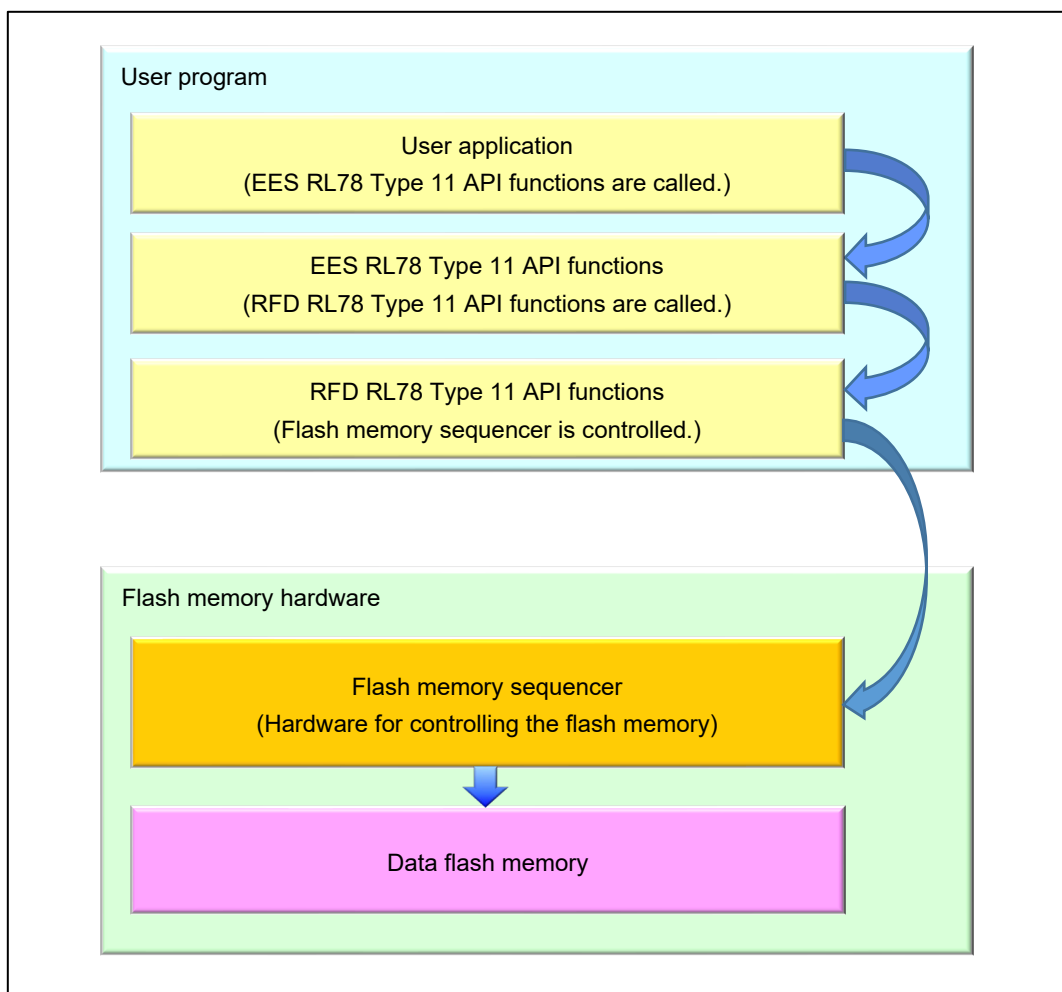 User program
User application
(EES RL78 Type 11 API functions are called.)
EES RL78 Type 11 API functions
(RFD RL78 Type 11 API functions are called.)
RFD RL78 Type 11 API functions
(Flash memory sequencer is controlled.)
Flash memory hardware
Flash memory sequencer
(Hardware for controlling the flash memory)
Data flash memory